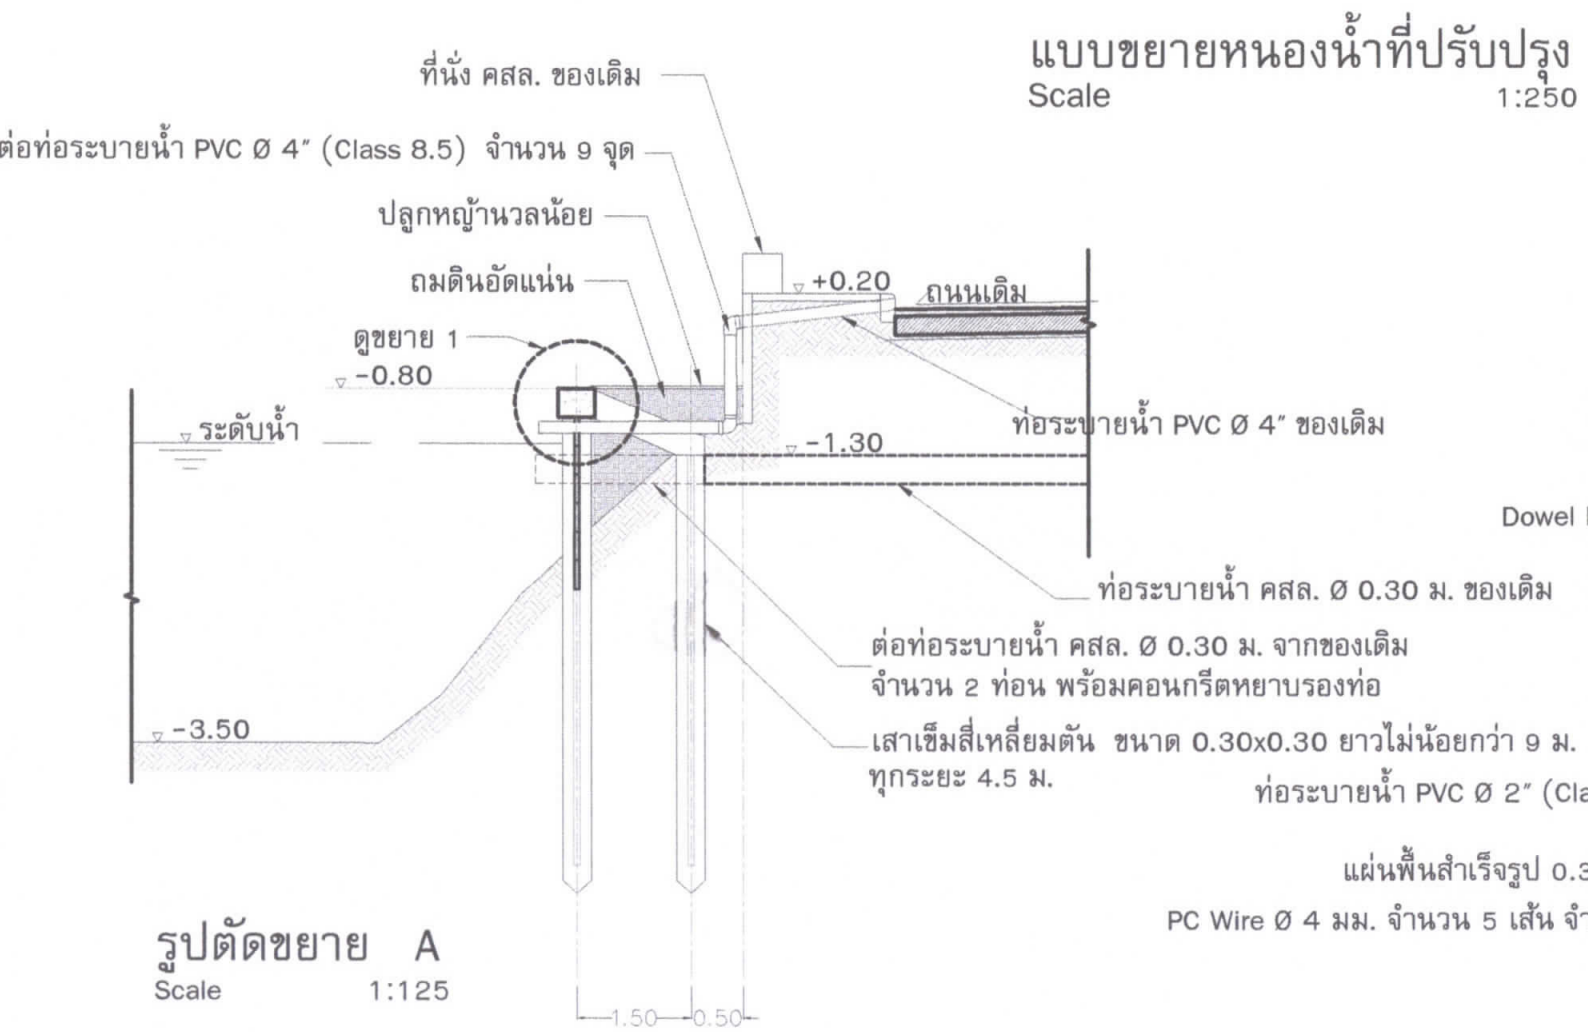 แบบขยายหนองน้ำที่ปรับปรุง
Scale 1:250
ที่นั่ง คสล. ของเดิม
ต่อท่อระบายน้ำ PVC Ø 4" (Class 8.5) จำนวน 9 จุด
ปลูกหญ้านวลน้อย
ถมดินอัดแน่น
+0.20
ถนนเดิม
ดูขยาย 1
-0.80
ระดับน้ำ
ท่อระบายน้ำ PVC Ø 4" ของเดิม
-1.30
Dowel
ท่อระบายน้ำ คสล. Ø 0.30 ม. ของเดิม
ต่อท่อระบายน้ำ คสล. Ø 0.30 ม. จากของเดิม
จำนวน 2 ท่อน พร้อมคอนกรีตหยาบรองท่อ
-3.50
เสาเข็มสี่เหลี่ยมตัน ขนาด 0.30x0.30 ยาวไม่น้อยกว่า 9 ม.
ทุกระยะ 4.5 ม.
ท่อระบายน้ำ PVC Ø 2" (Cla
แผ่นพื้นสำเร็จรูป 0.3
PC Wire Ø 4 มม. จำนวน 5 เส้น จำ
รูปตัดขยาย A
Scale 1:125
1.50 0.50